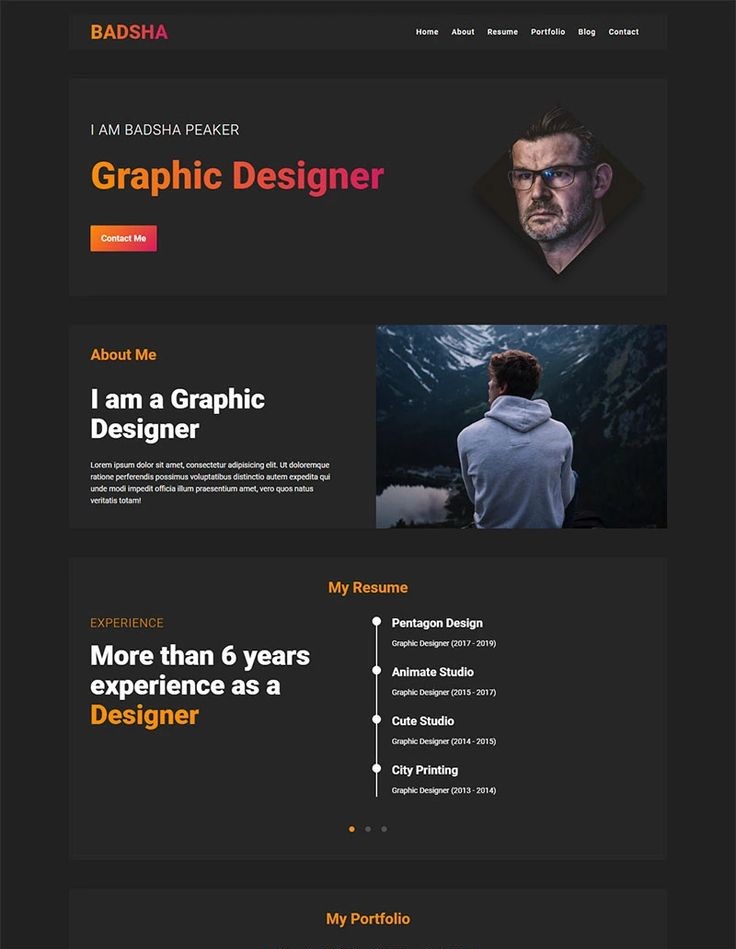 BADSHA
Home About Resume Portfolio Blog Contact
I AM BADSHA PEAKER
Graphic Designer
Contact Me
About Me
I am a Graphic
Designer
Lorem ipsum dolor sit amet, consectetur adipisicing elit. Ut doloremque
ratione perferendis possimus voluptatibus distinctio autem expedita qui
unde modi impedit officia illum praesentium amet, vero quos natus
veritatis totam!
My Resume
EXPERIENCE
More than 6 years
experience as a
Designer
Pentagon Design
Graphic Designer (2017 - 2019)
Animate Studio
Graphic Designer (2015 - 2017)
Cute Studio
Graphic Designer (2014 - 2015)
City Printing
Graphic Designer (2013 - 2014)
My Portfolio